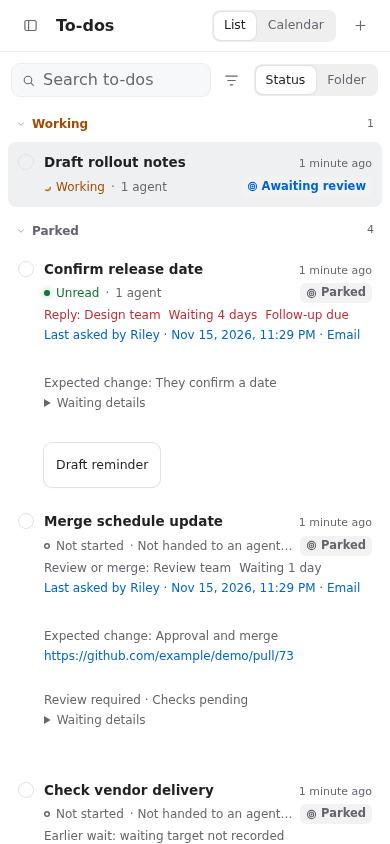 To-dos
List
Calendar
Search to-dos
Status
Folder
Working
1
Draft rollout notes
1 minute ago
Working · 1 agent
Awaiting review
Parked
4
Confirm release date
1 minute ago
Unread · 1 agent
Parked
Reply: Design team Waiting 4 days Follow-up due
Last asked by Riley · Nov 15, 2026, 11:29 PM · Email
Expected change: They confirm a date
Waiting details
Draft reminder
Merge schedule update
1 minute ago
Not started · Not handed to an agent…
Parked
Review or merge: Review team Waiting 1 day
Last asked by Riley · Nov 15, 2026, 11:29 PM · Email
Expected change: Approval and merge
https://github.com/example/demo/pull/73
Review required · Checks pending
Waiting details
Check vendor delivery
1 minute ago
Not started · Not handed to an agent…
Parked
Earlier wait: waiting target not recorded